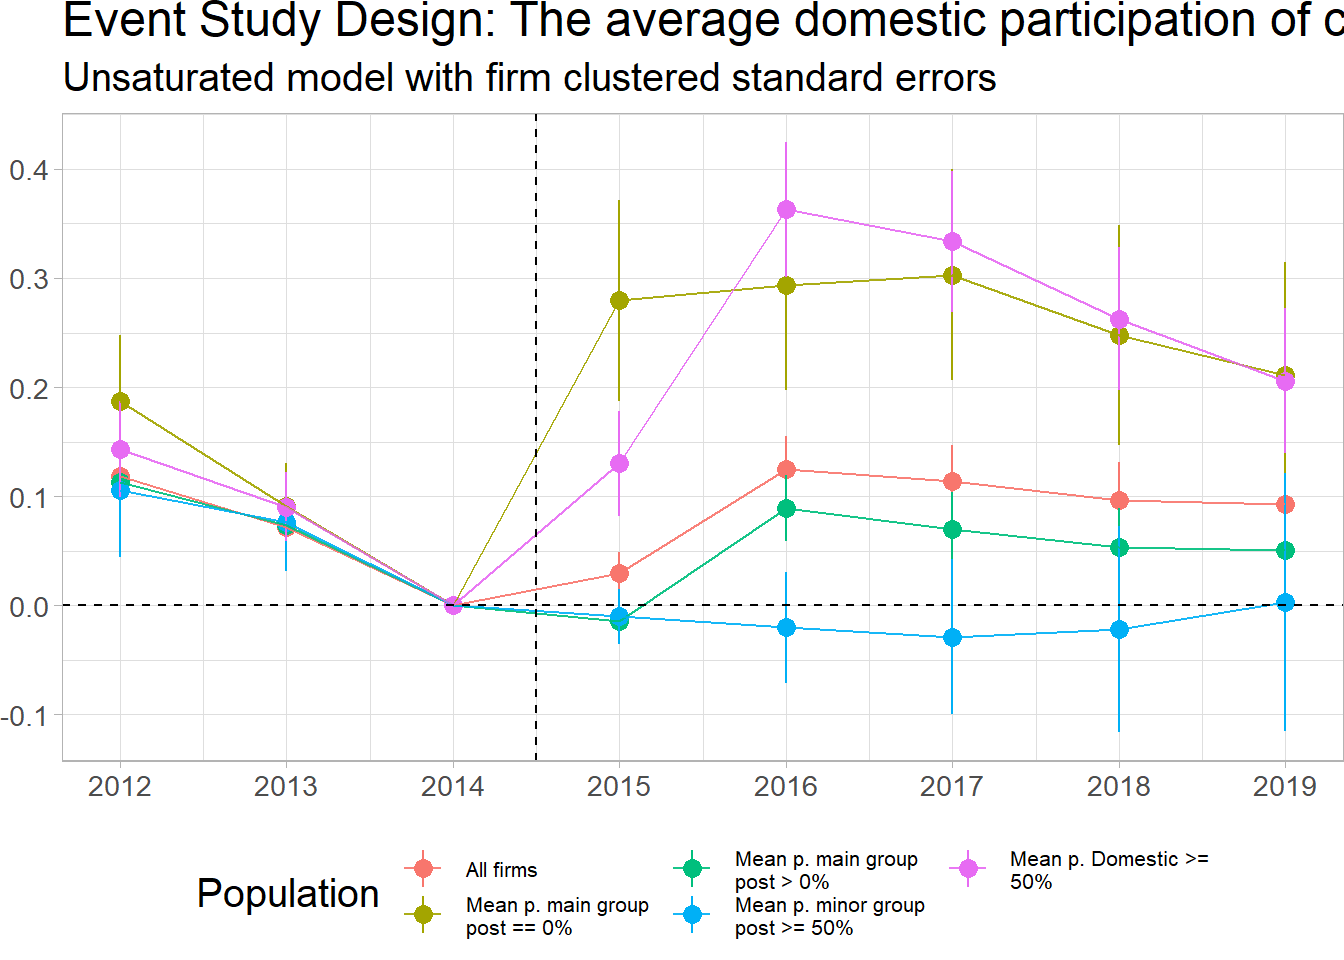 Event Study Design: The average domestic participation of
Unsaturated model with firm clustered standard errors
0.4
0.3
0.2
0.1
0.0
-0.1
2012 2013 2014 2015 2016 2017 2018 2019
Population
All firms
Mean p. main group
post == 0%
Mean p. main group
post > 0%
Mean p. minor group
post >= 50%
Mean p. Domestic >=
50%